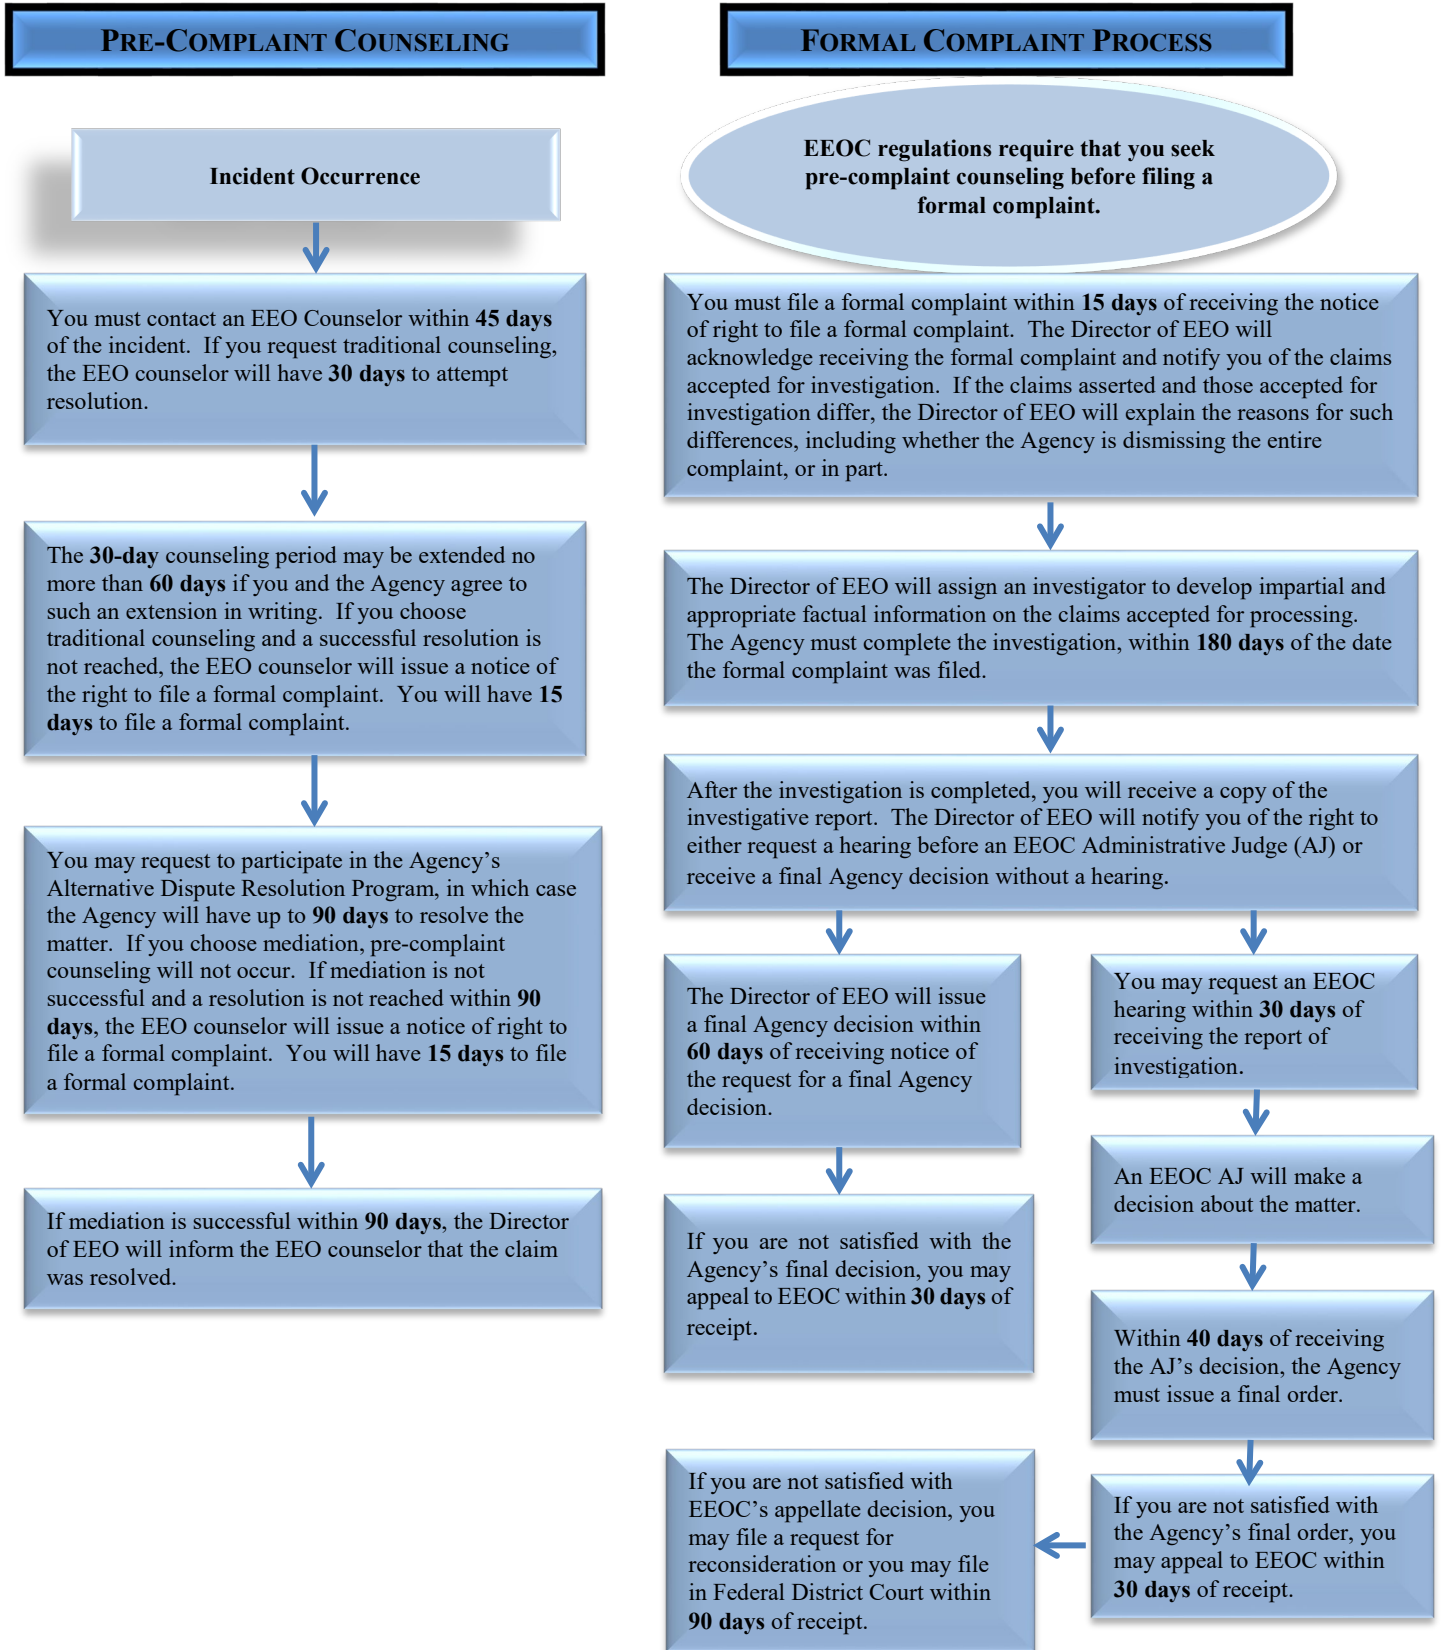 PRE-COMPLAINT COUNSELING
Incident Occurrence
You must contact an EEO Counselor within 45 days
of the incident.  If you request traditional counseling,
the EEO counselor will have 30 days to attempt
resolution.
The 30-day counseling period may be extended no
more than 60 days if you and the Agency agree to
such an extension in writing.  If you choose
traditional counseling and a successful resolution is
not reached, the EEO counselor will issue a notice of
the right to file a formal complaint.  You will have 15
days to file a formal complaint.
You may request to participate in the Agency’s
Alternative Dispute Resolution Program, in which case
the Agency will have up to 90 days to resolve the
matter.  If you choose mediation, pre-complaint
counseling will not occur.  If mediation is not
successful and a resolution is not reached within 90
days, the EEO counselor will issue a notice of right to
file a formal complaint.  You will have 15 days to file
a formal complaint.
If mediation is successful within 90 days, the Director
of EEO will inform the EEO counselor that the claim
was resolved.
FORMAL COMPLAINT PROCESS
EEOC regulations require that you seek
pre-complaint counseling before filing a
formal complaint.
You must file a formal complaint within 15 days of receiving the notice
of right to file a formal complaint.  The Director of EEO will
acknowledge receiving the formal complaint and notify you of the claims
accepted for investigation.  If the claims asserted and those accepted for
investigation differ, the Director of EEO will explain the reasons for such
differences, including whether the Agency is dismissing the entire
complaint, or in part.
The Director of EEO will assign an investigator to develop impartial and
appropriate factual information on the claims accepted for processing.
The Agency must complete the investigation, within 180 days of the date
the formal complaint was filed.
After the investigation is completed, you will receive a copy of the
investigative report.  The Director of EEO will notify you of the right to
either request a hearing before an EEOC Administrative Judge (AJ) or
receive a final Agency decision without a hearing.
The Director of EEO will issue
a final Agency decision within
60 days of receiving notice of
the request for a final Agency
decision.
If you are not satisfied with the
Agency’s final decision, you may
appeal to EEOC within 30 days of
receipt.
You may request an EEOC
hearing within 30 days of
receiving the report of
investigation.
An EEOC AJ will make a
decision about the matter.
Within 40 days of receiving
the AJ’s decision, the Agency
must issue a final order.
If you are not satisfied with
the Agency’s final order, you
may appeal to EEOC within
30 days of receipt.
If you are not satisfied with
EEOC’s appellate decision, you
may file a request for
reconsideration or you may file
in Federal District Court within
90 days of receipt.